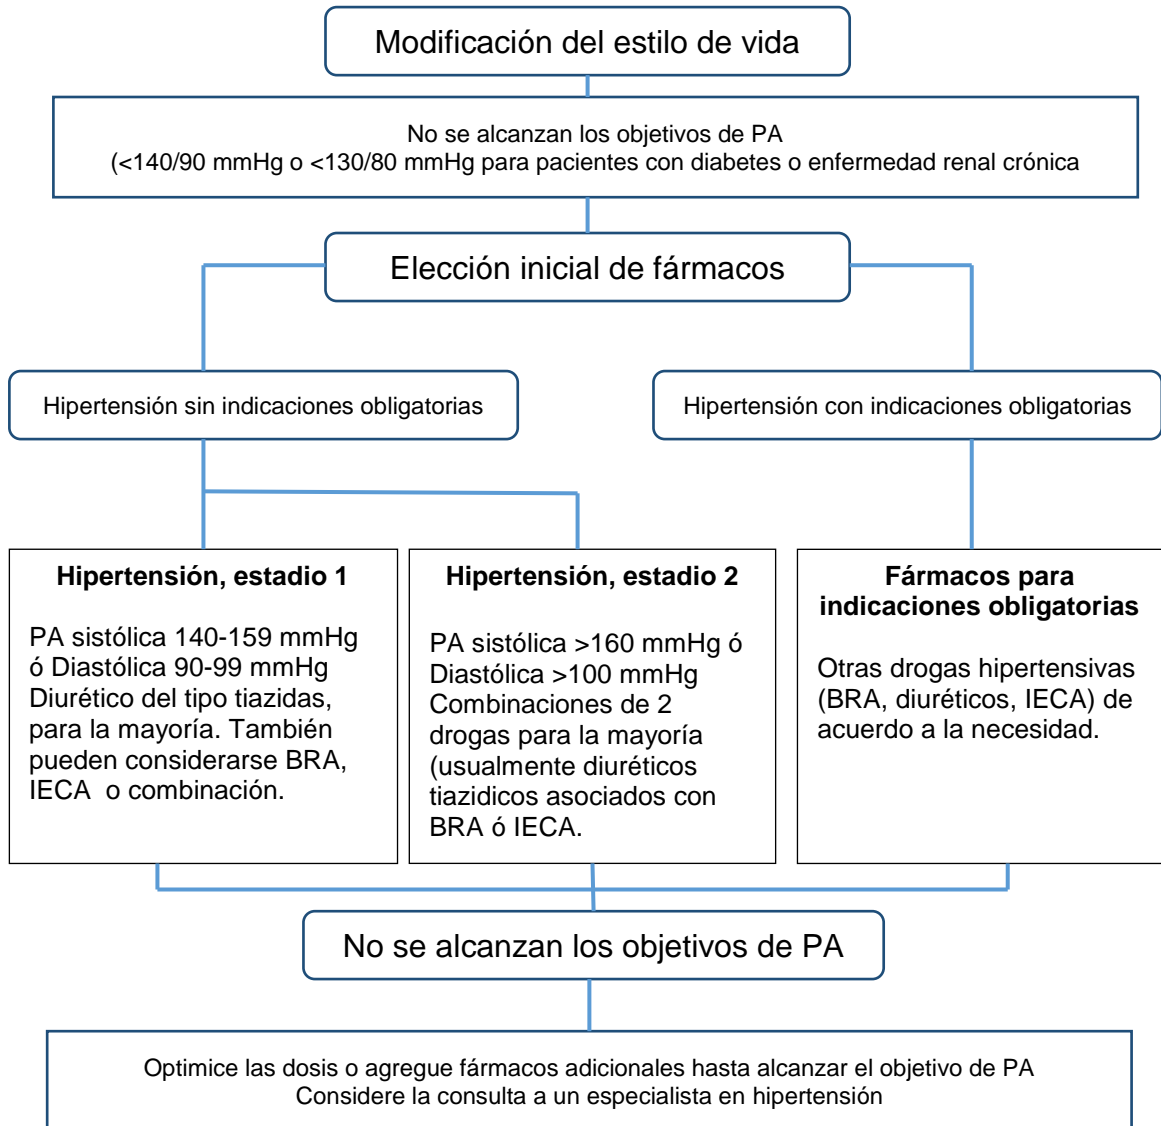 Modificación del estilo de vida
No se alcanzan los objetivos de PA
(<140/90 mmHg o <130/80 mmHg para pacientes con diabetes o enfermedad renal crónica
Elección inicial de fármacos
Hipertensión sin indicaciones obligatorias
Hipertensión con indicaciones obligatorias
Hipertensión, estadio 1
PA sistólica 140-159 mmHg
ó Diastólica 90-99 mmHg
Diurético del tipo tiazidas,
para la mayoría. También
pueden considerarse BRA,
IECA  o combinación.
Hipertensión, estadio 2
PA sistólica >160 mmHg ó
Diastólica >100 mmHg
Combinaciones de 2
drogas para la mayoría
(usualmente diuréticos
tiazidicos asociados con
BRA ó IECA.
Fármacos para
indicaciones obligatorias
Otras drogas hipertensivas
(BRA, diuréticos, IECA) de
acuerdo a la necesidad.
No se alcanzan los objetivos de PA
Optimice las dosis o agregue fármacos adicionales hasta alcanzar el objetivo de PA
Considere la consulta a un especialista en hipertensión